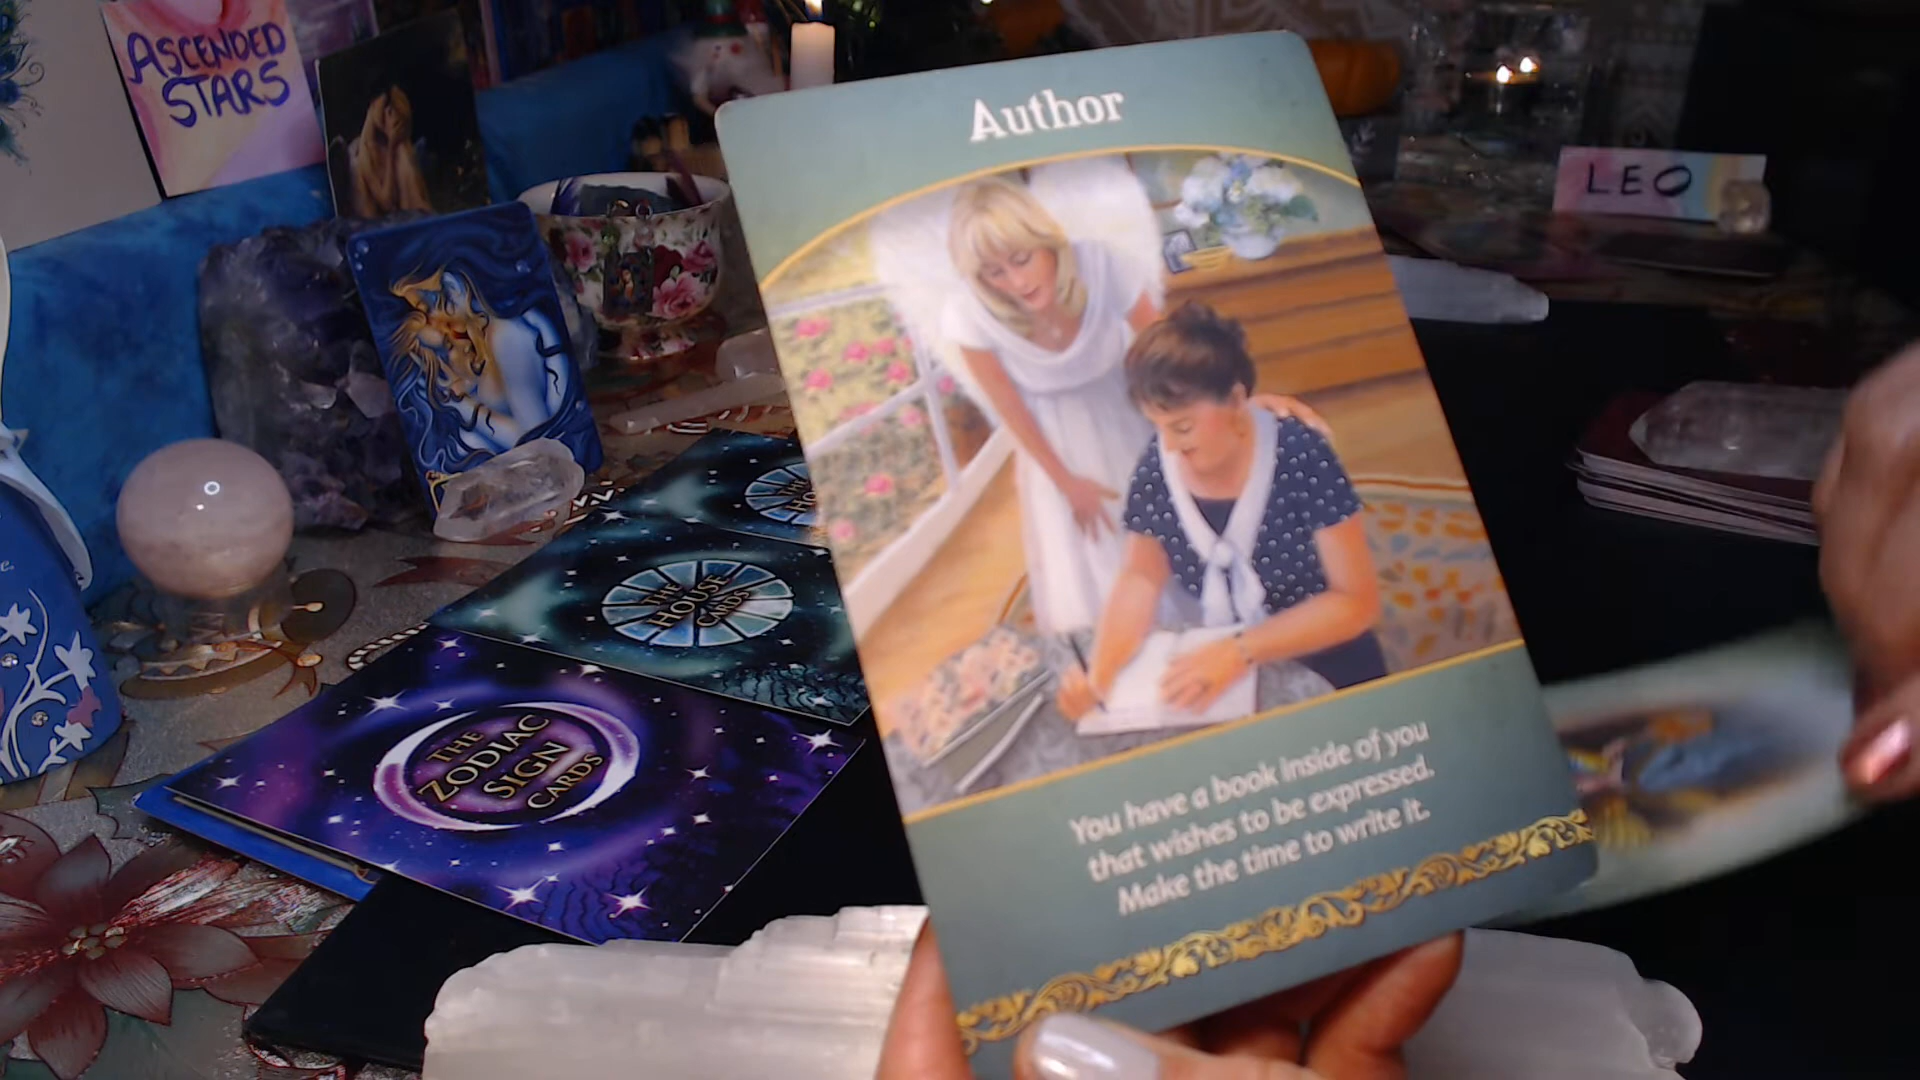 ASCENDED
STARS
Author
LEO
THE
HOUSE
CARDS
THE
ZODIAC
SIGN
CARDS
You have a book inside of you
that wishes to be expressed.
Make the time to write it.